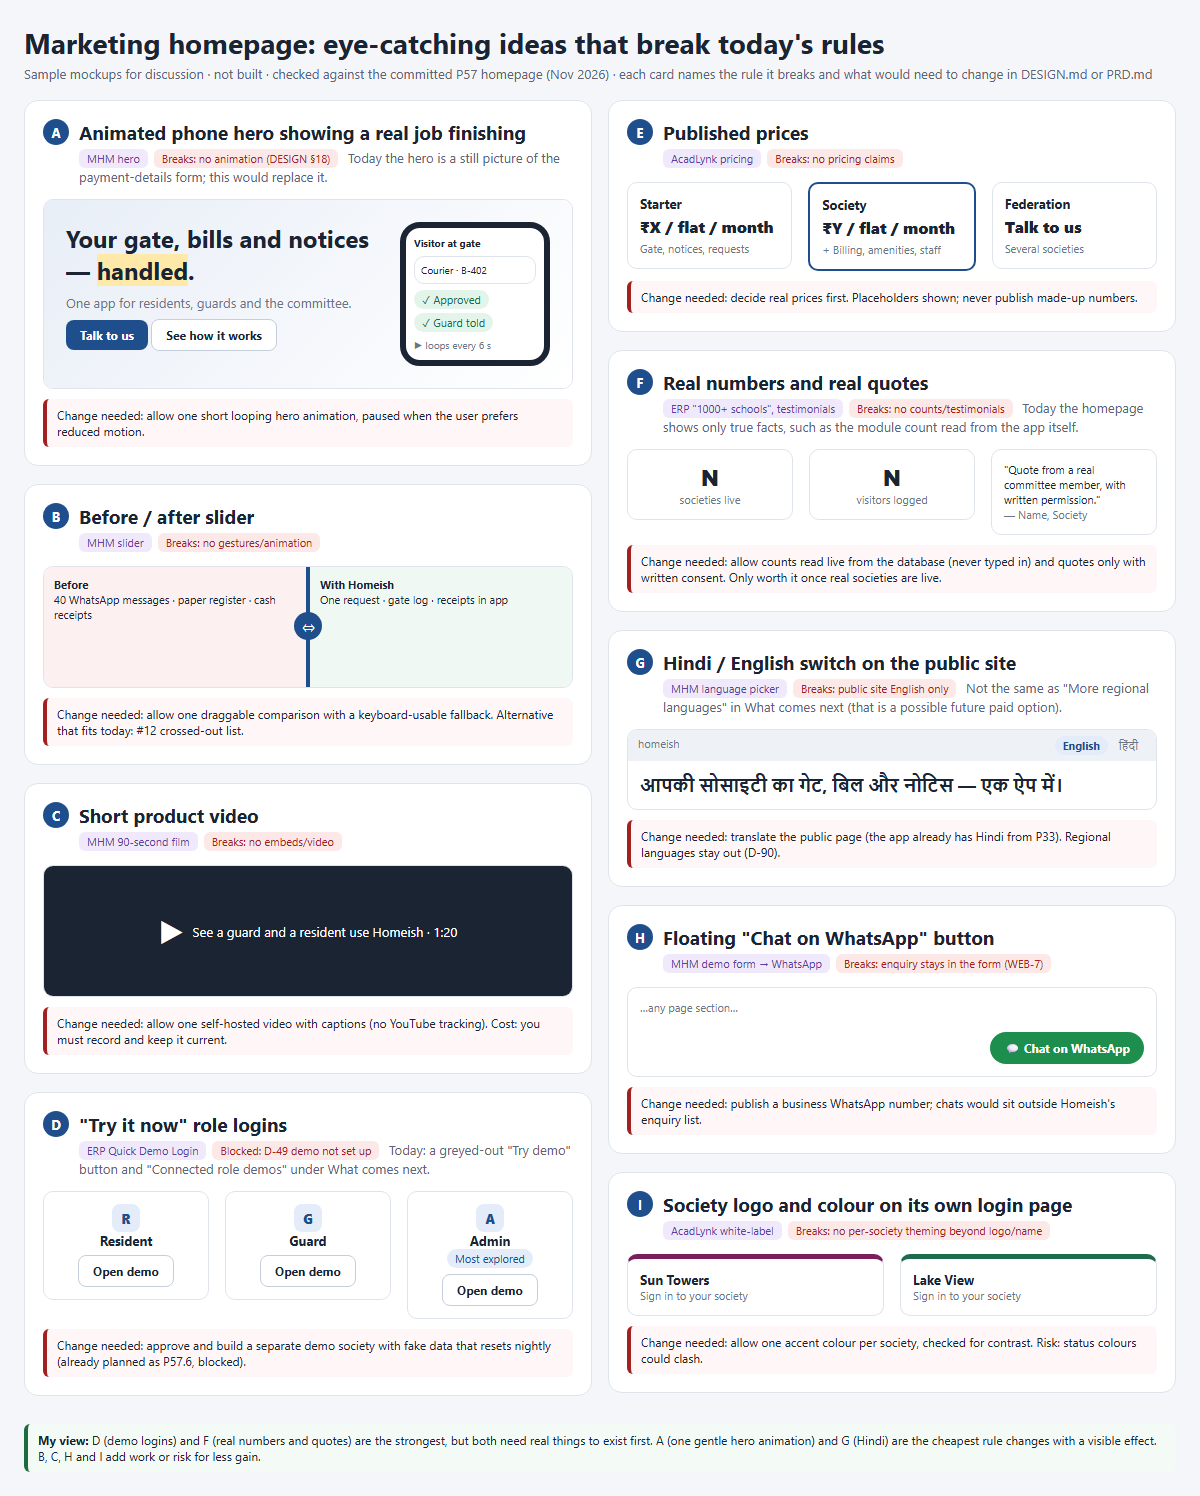 Marketing homepage: eye-catching ideas that break today's rules
Sample mockups for discussion · not built · checked against the committed P57 homepage (Nov 2026) · each card names the rule it breaks and what would need to change in DESIGN.md or PRD.md
A
Animated phone hero showing a real job finishing
MHM hero
Breaks: no animation (DESIGN §18)
Today the hero is a still picture of the
payment-details form; this would replace it.
Your gate, bills and notices
— handled.
One app for residents, guards and the committee.
Talk to us
See how it works
Visitor at gate
Courier · B-402
✓ Approved
✓ Guard told
▶ loops every 6 s
Change needed: allow one short looping hero animation, paused when the user prefers
reduced motion.
B
Before / after slider
MHM slider
Breaks: no gestures/animation
Before
40 WhatsApp messages · paper register · cash
receipts
With Homeish
One request · gate log · receipts in app
⇔
Change needed: allow one draggable comparison with a keyboard-usable fallback. Alternative
that fits today: #12 crossed-out list.
C
Short product video
MHM 90-second film
Breaks: no embeds/video
▶ See a guard and a resident use Homeish · 1:20
Change needed: allow one self-hosted video with captions (no YouTube tracking). Cost: you
must record and keep it current.
D
"Try it now" role logins
ERP Quick Demo Login
Blocked: D-49 demo not set up
Today: a greyed-out "Try demo"
button and "Connected role demos" under What comes next.
R
Resident
Open demo
G
Guard
Open demo
A
Admin
Most explored
Open demo
Change needed: approve and build a separate demo society with fake data that resets nightly
(already planned as P57.6, blocked).
E
Published prices
AcadLynk pricing
Breaks: no pricing claims
Starter
₹X / flat / month
Gate, notices, requests
Society
₹Y / flat / month
+ Billing, amenities, staff
Federation
Talk to us
Several societies
Change needed: decide real prices first. Placeholders shown; never publish made-up numbers.
F
Real numbers and real quotes
ERP "1000+ schools", testimonials
Breaks: no counts/testimonials
Today the homepage
shows only true facts, such as the module count read from the app itself.
N
societies live
N
visitors logged
"Quote from a real
committee member, with
written permission."
— Name, Society
Change needed: allow counts read live from the database (never typed in) and quotes only with
written consent. Only worth it once real societies are live.
G
Hindi / English switch on the public site
MHM language picker
Breaks: public site English only
Not the same as "More regional
languages" in What comes next (that is a possible future paid option).
homeish
English
हिंदी
आपकी सोसाइटी का गेट, बिल और नोटिस — एक ऐप में।
Change needed: translate the public page (the app already has Hindi from P33). Regional
languages stay out (D-90).
H
Floating "Chat on WhatsApp" button
MHM demo form → WhatsApp
Breaks: enquiry stays in the form (WEB-7)
...any page section...
Chat on WhatsApp
Change needed: publish a business WhatsApp number; chats would sit outside Homeish's
enquiry list.
I
Society logo and colour on its own login page
AcadLynk white-label
Breaks: no per-society theming beyond logo/name
Sun Towers
Sign in to your society
Lake View
Sign in to your society
Change needed: allow one accent colour per society, checked for contrast. Risk: status colours
could clash.
My view: D (demo logins) and F (real numbers and quotes) are the strongest, but both need real things to exist first. A (one gentle hero animation) and G (Hindi) are the cheapest rule changes with a visible effect.
B, C, H and I add work or risk for less gain.